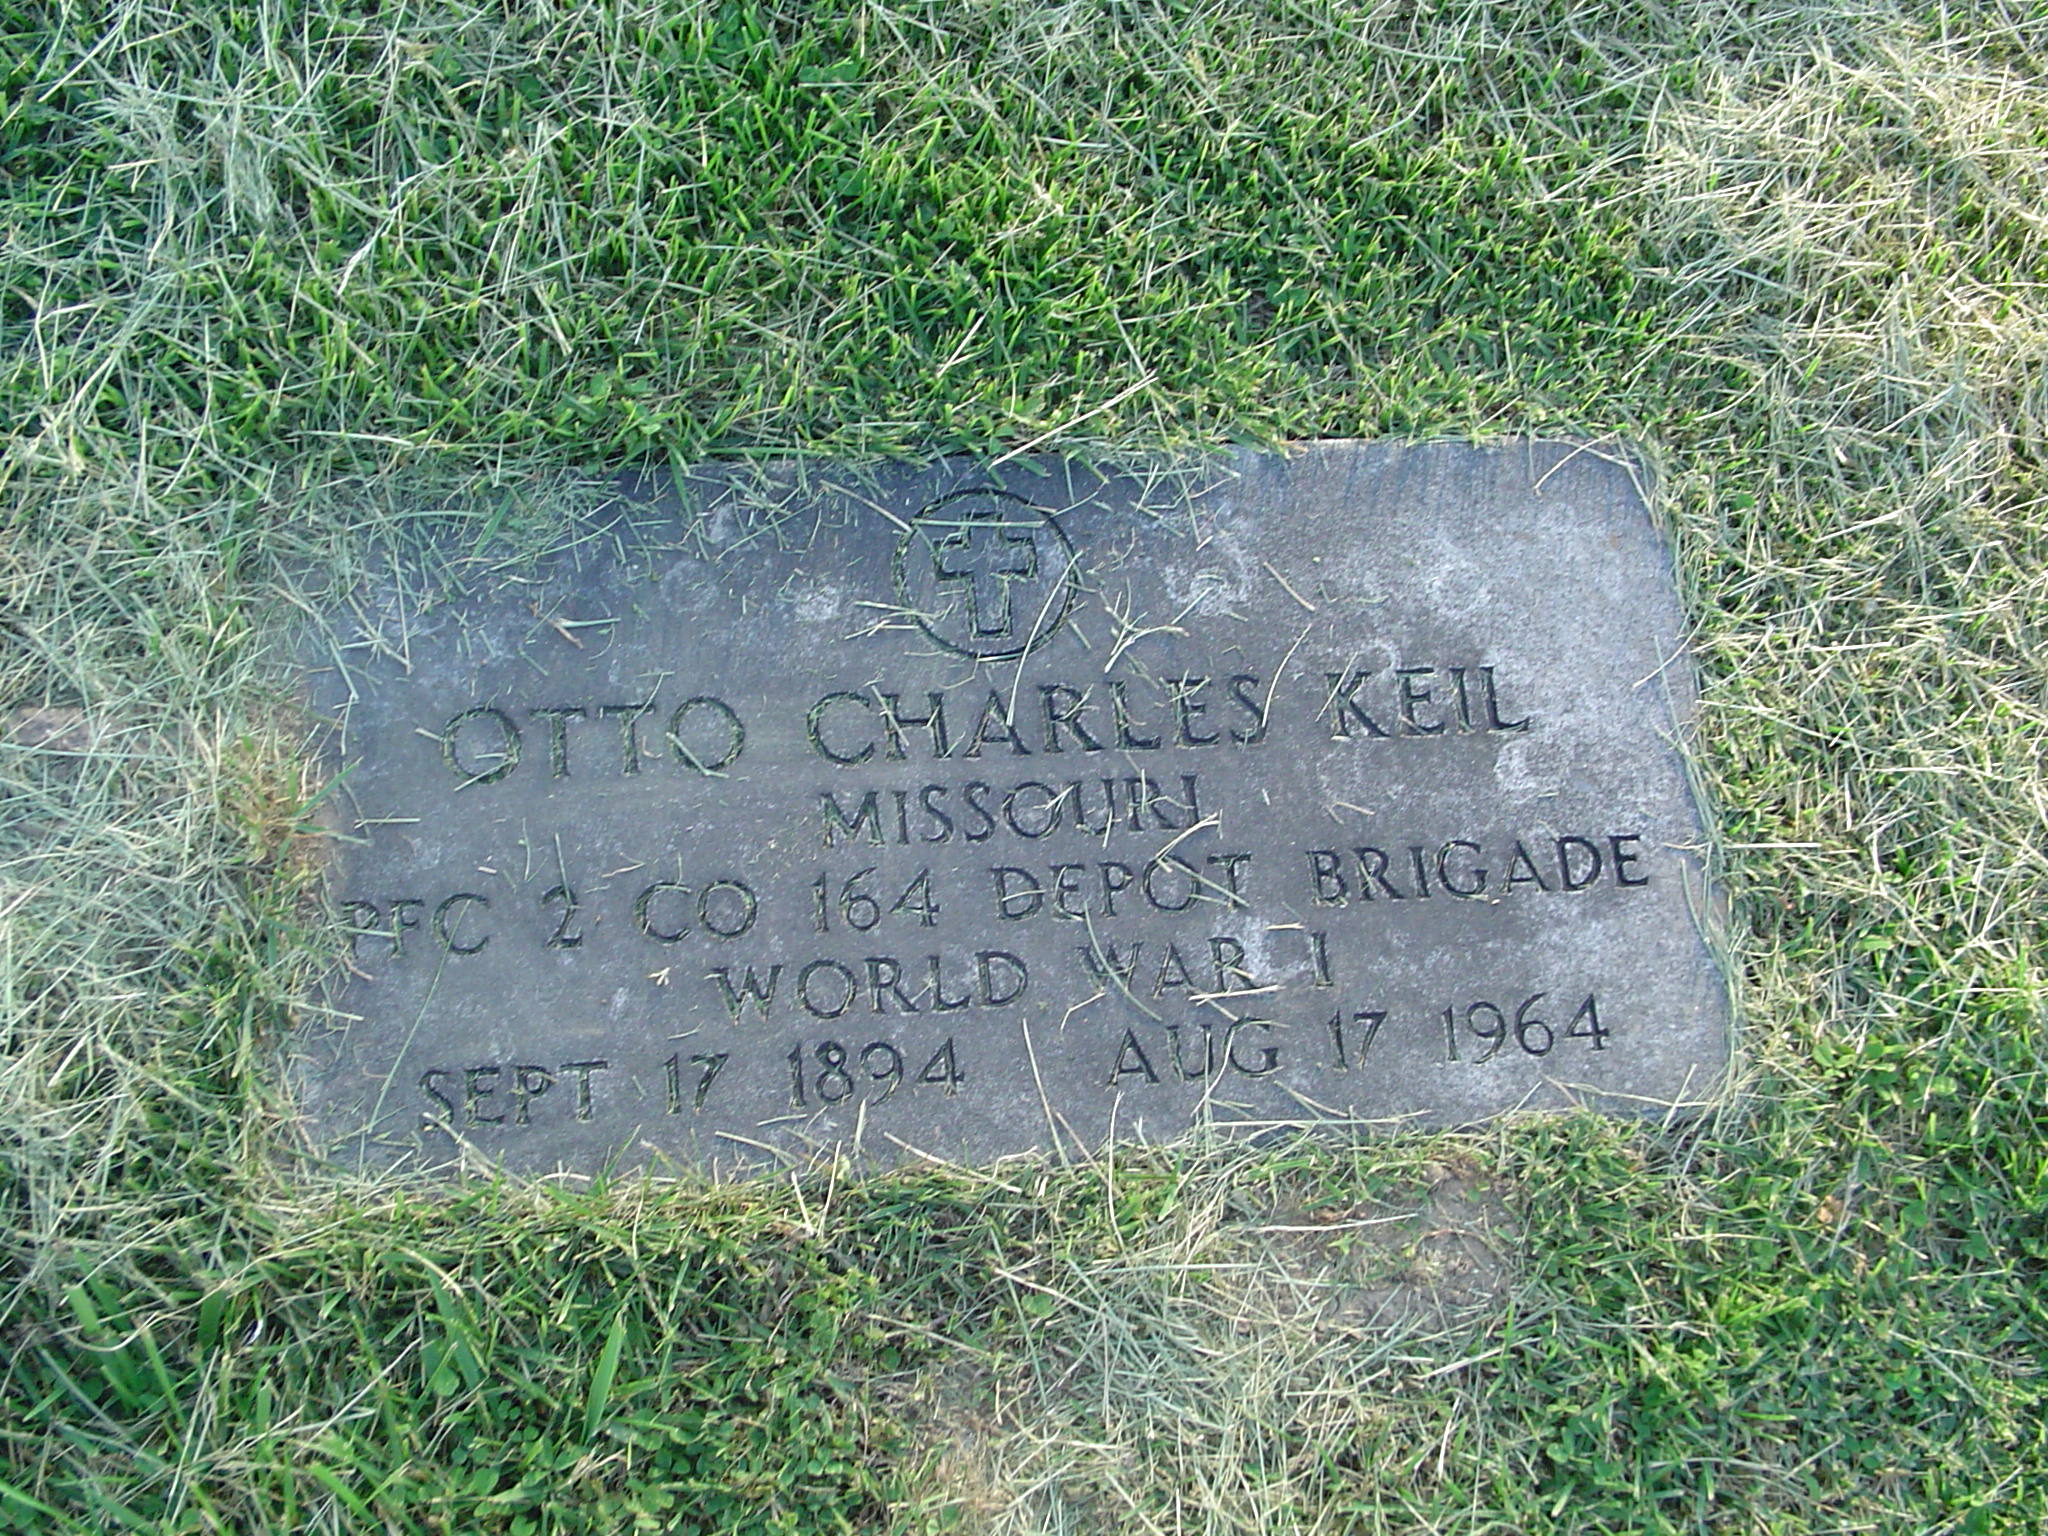 OTTO CHARLES KEIL
MISSOURI
PFC 2 CO 164 DEPOT BRIGADE
WORLD WAR I
SEPT 17 1894 AUG 17 1964